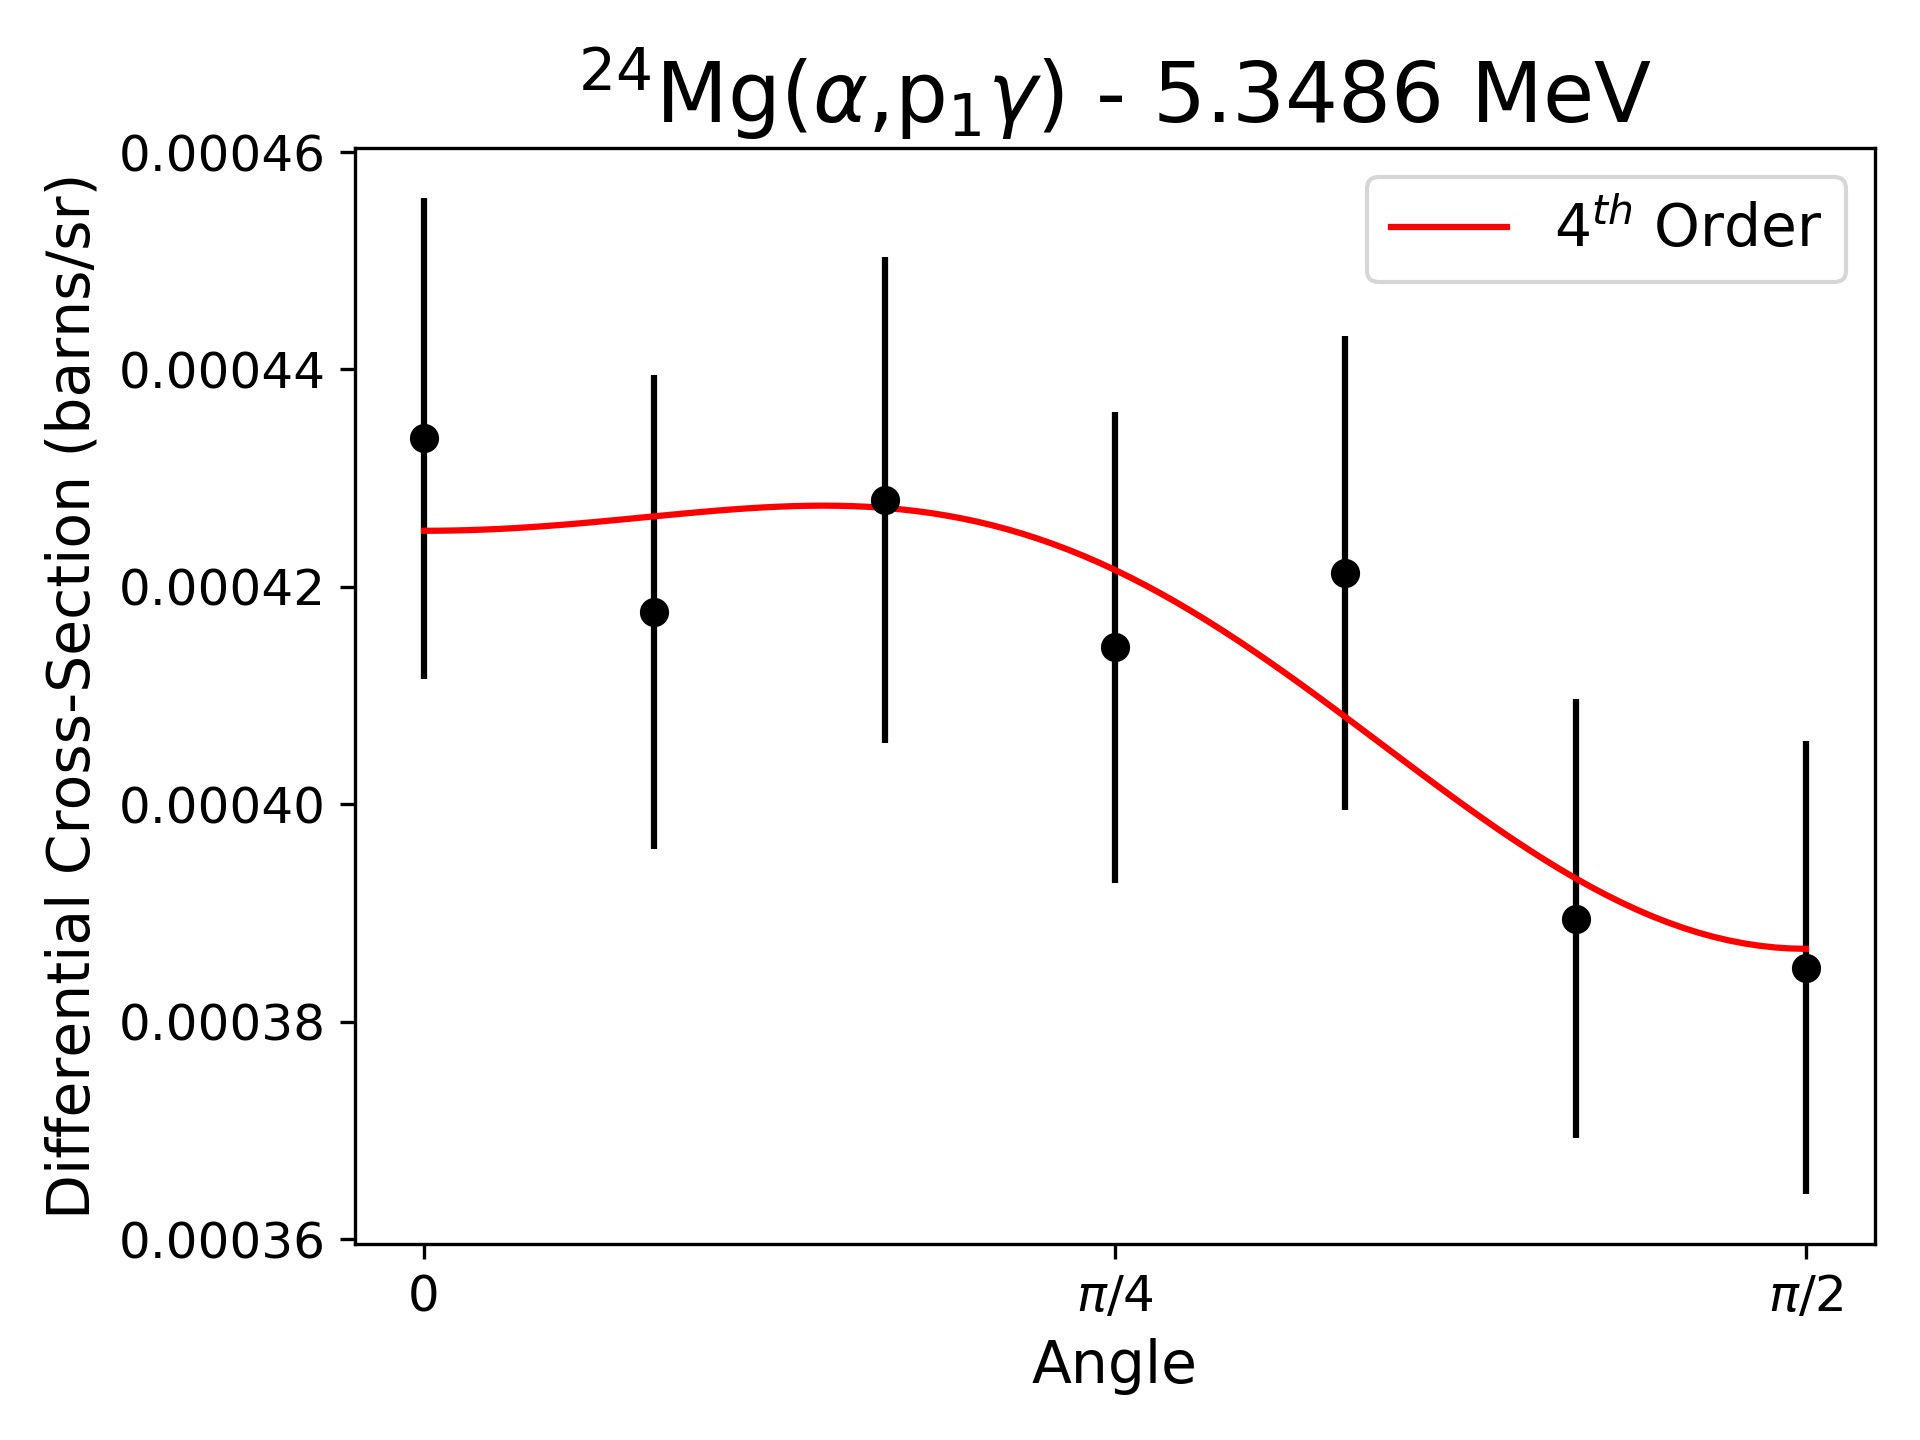 ²⁴Mg(α,p₁γ) - 5.3486 MeV
4ᵗʰ Order
Differential Cross-Section (barns/sr)
0.00046
0.00044
0.00042
0.00040
0.00038
0.00036
0 π/4 π/2
Angle